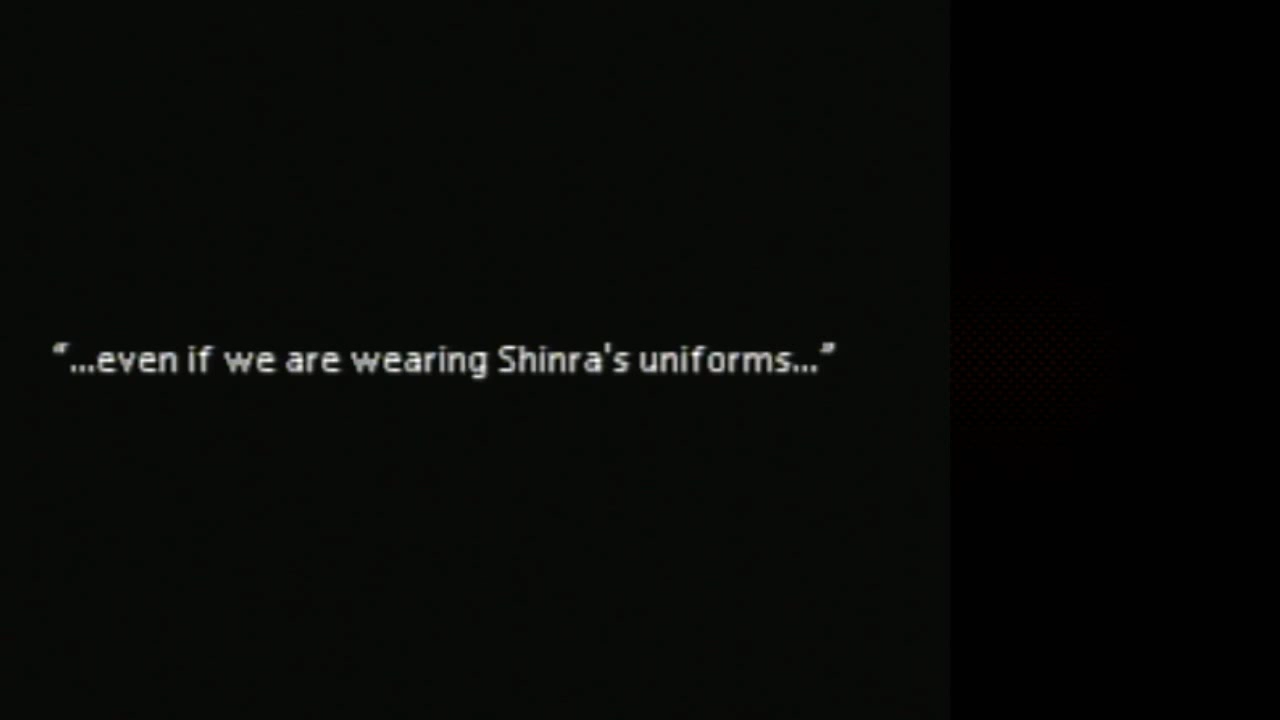 “...even if we are wearing Shinra's uniforms...”